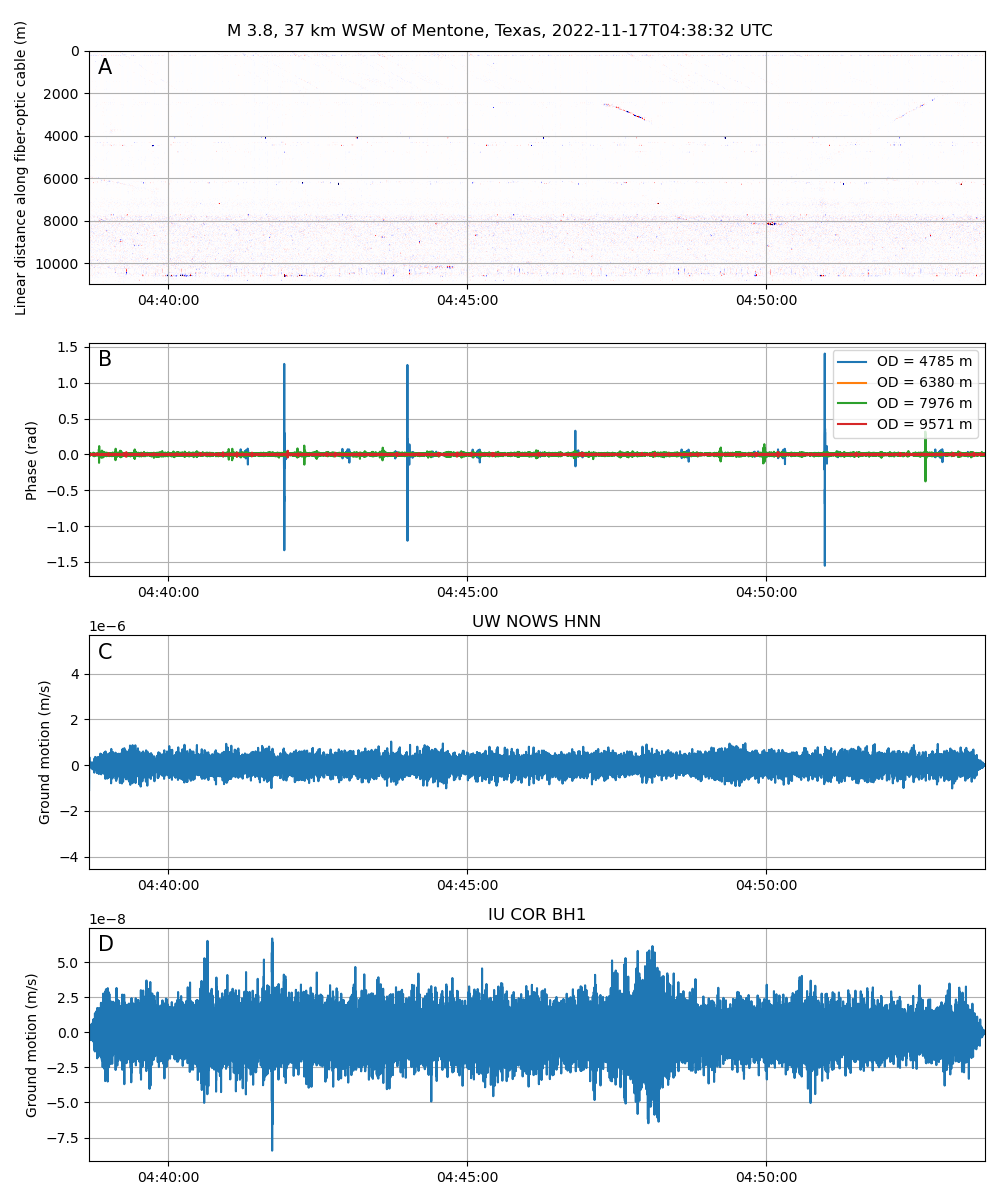 M 3.8, 37 km WSW of Mentone, Texas, 2022-11-17T04:38:32 UTC
Linear distance along fiber-optic cable (m)
A
0
2000
4000
6000
8000
10000
04:40:00 04:45:00 04:50:00
Phase (rad)
B
1.5
1.0
0.5
0.0
−0.5
−1.0
−1.5
OD = 4785 m
OD = 6380 m
OD = 7976 m
OD = 9571 m
04:40:00 04:45:00 04:50:00
UW NOWS HNN
1e−6
Ground motion (m/s)
C
4
2
0
−2
−4
04:40:00 04:45:00 04:50:00
IU COR BH1
1e−8
Ground motion (m/s)
D
5.0
2.5
0.0
−2.5
−5.0
−7.5
04:40:00 04:45:00 04:50:00